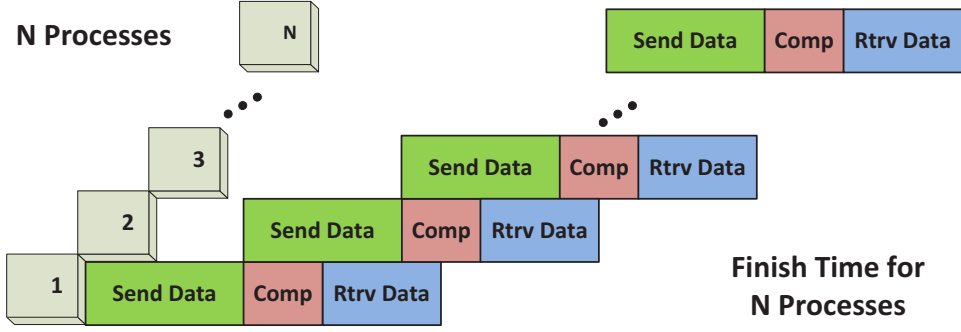 N Processes
N
Send Data Comp Rtrv Data
3
Send Data Comp Rtrv Data
2
Send Data Comp Rtrv Data
1
Send Data Comp Rtrv Data
Finish Time for
N Processes